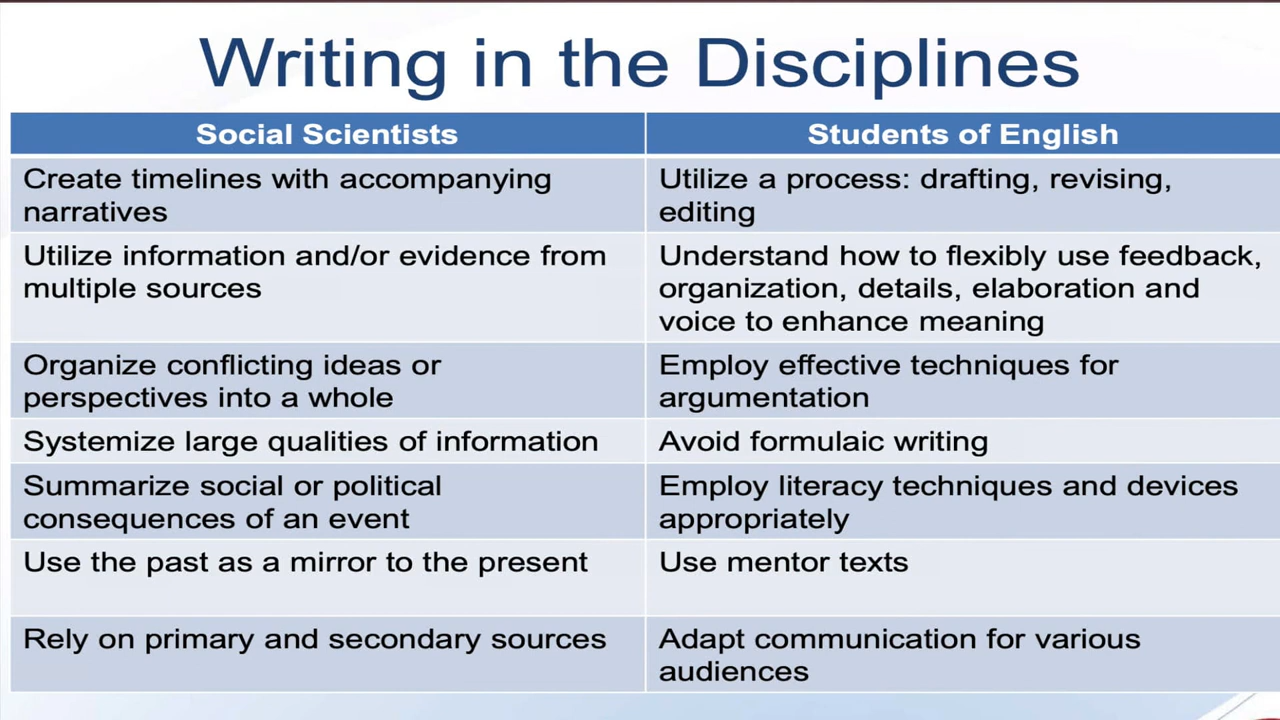 Writing in the Disciplines
Social Scientists
Students of English
Create timelines with accompanying
narratives
Utilize a process: drafting, revising,
editing
Utilize information and/or evidence from
multiple sources
Understand how to flexibly use feedback,
organization, details, elaboration and
voice to enhance meaning
Organize conflicting ideas or
perspectives into a whole
Employ effective techniques for
argumentation
Systemize large qualities of information
Avoid formulaic writing
Summarize social or political
consequences of an event
Employ literacy techniques and devices
appropriately
Use the past as a mirror to the present
Use mentor texts
Rely on primary and secondary sources
Adapt communication for various
audiences